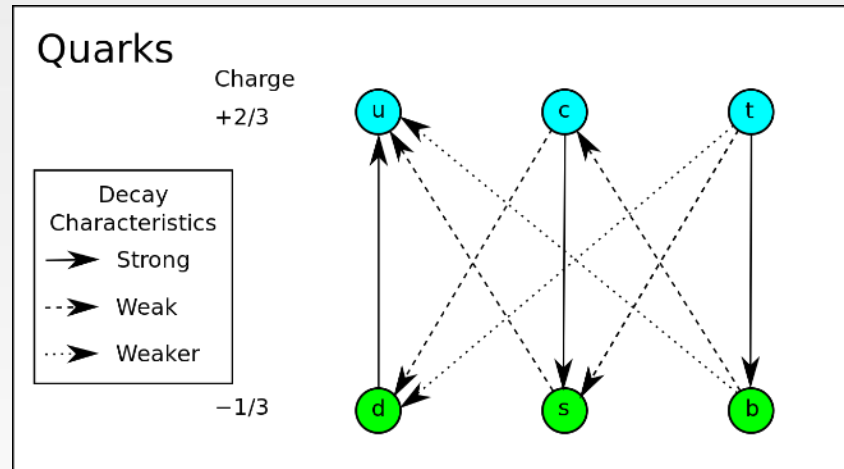 Quarks
Charge
+2/3
u
c
t
Decay
Characteristics
Strong
Weak
Weaker
−1/3
d
s
b